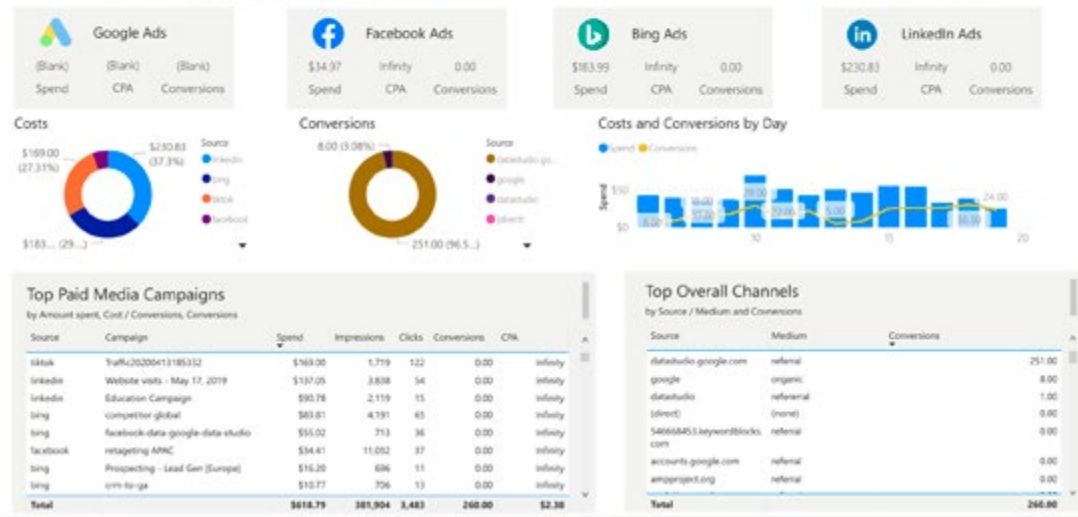 Google Ads
(Blank) (Blank) (Blank)
Spend CPA Conversions
Facebook Ads
$34.97 Infinity 0.00
Spend CPA Conversions
Bing Ads
$183.99 Infinity 0.00
Spend CPA Conversions
LinkedIn Ads
$230.83 Infinity 0.00
Spend CPA Conversions
Costs
$169.00
(27.31%)
$230.83
(37.3%)
$183... (29....)
Source
linkedin
bing
tiktok
facebook
Conversions
8.00 (3.08%)
251.00 (96.5...)
Source
datastudio.go...
google
datastudio
(direct)
Costs and Conversions by Day
Spend Conversions
Spend
$50
$0
24.00
10 15 20
Top Paid Media Campaigns
by Amount spent, Cost / Conversions, Conversions
Source Campaign Spend Impressions Clicks Conversions CPA
tiktok Traffic20200413185332 $169.00 1,719 122 0.00 Infinity
linkedin Website visits - May 17, 2019 $137.05 3,838 54 0.00 Infinity
linkedin Education Campaign $90.78 2,119 15 0.00 Infinity
bing competitor global $83.81 4,191 65 0.00 Infinity
bing facebook-data-google-data-studio $55.02 713 36 0.00 Infinity
facebook retageting APAC $34.41 11,032 37 0.00 Infinity
bing Prospecting - Lead Gen (Europe) $16.20 696 11 0.00 Infinity
bing crm-to-ga $10.77 706 13 0.00 Infinity
Total $618.79 381,904 3,483 260.00 $2.38
Top Overall Channels
by Source / Medium and Conversions
Source Medium Conversions
datastudio.google.com referral 251.00
google organic 8.00
datastudio refereneral 1.00
(direct) (none) 0.00
546668453.keywordblocks. referral 0.00
com
accounts.google.com referral 0.00
ampproject.org referral 0.00
Total 260.00